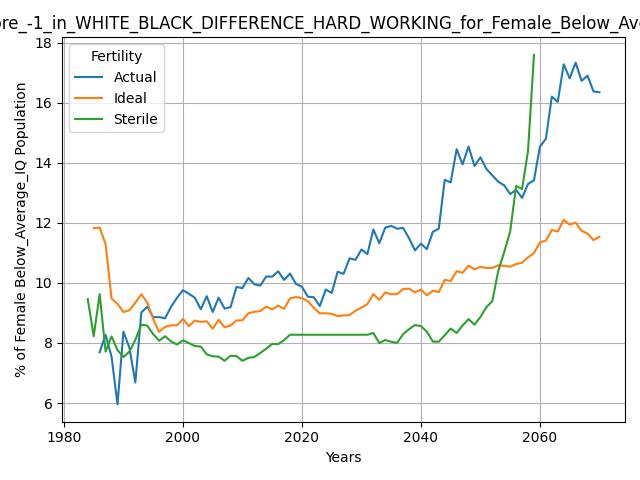 ore_-1_in_WHITE_BLACK_DIFFERENCE_HARD_WORKING_for_Female_Below_Ave
Fertility
Actual
Ideal
Sterile
% of Female Below_Average_IQ Population
18
16
14
12
10
8
6
1980
2000
2020
2040
2060
Years